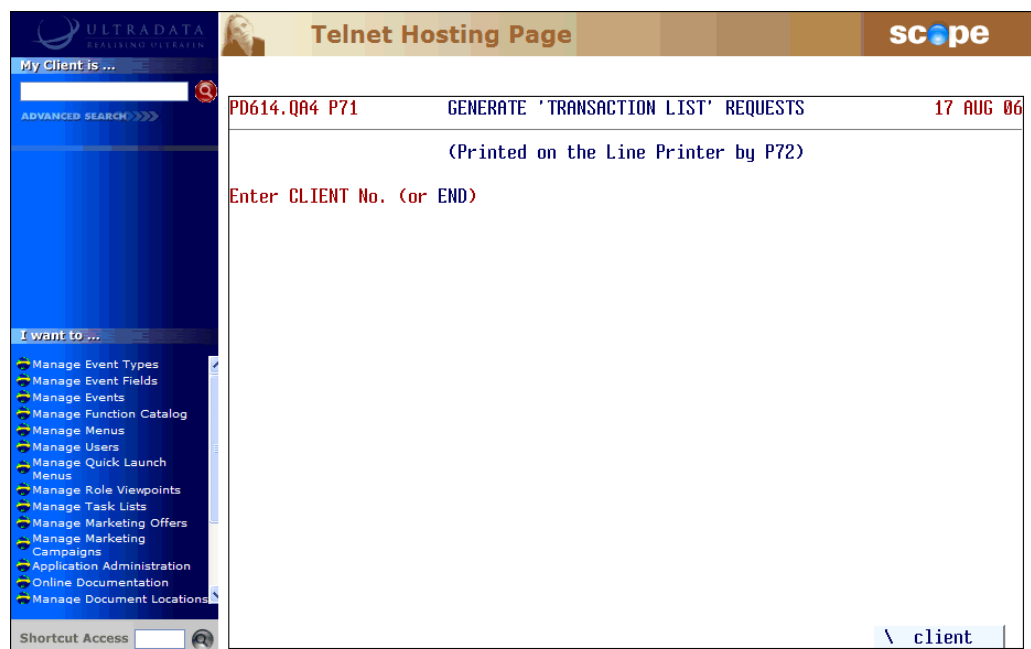 ULTRADATA
REALISING ULTRAFIN
Telnet Hosting Page
scope
My Client is ...
ADVANCED SEARCH
PD614.QA4 P71 GENERATE 'TRANSACTION LIST' REQUESTS 17 AUG 06
(Printed on the Line Printer by P72)
Enter CLIENT No. (or END)
I want to ...
Manage Event Types
Manage Event Fields
Manage Events
Manage Function Catalog
Manage Menus
Manage Users
Manage Quick Launch
Menus
Manage Role Viewpoints
Manage Task Lists
Manage Marketing Offers
Manage Marketing
Campaigns
Application Administration
Online Documentation
Manage Document Locations
Shortcut Access
\ client